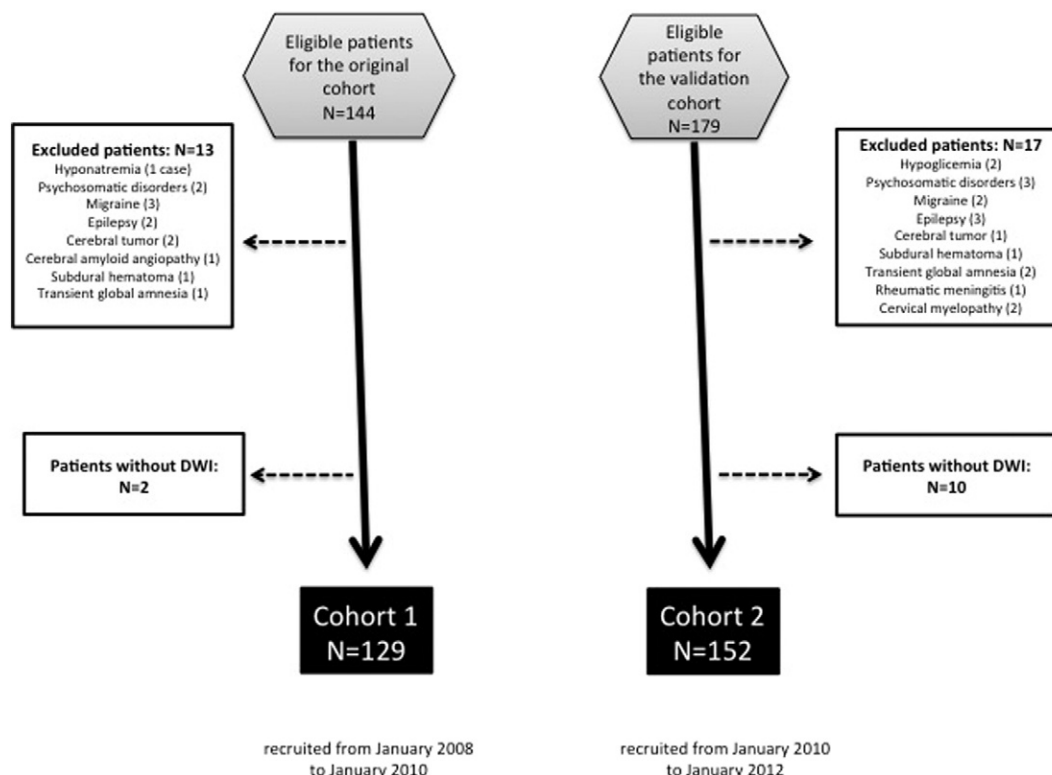 Eligible patients
for the original
cohort
N=144
Excluded patients: N=13
Hyponatremia (1 case)
Psychosomatic disorders (2)
Migraine (3)
Epilepsy (2)
Cerebral tumor (2)
Cerebral amyloid angiopathy (1)
Subdural hematoma (1)
Transient global amnesia (1)
Patients without DWI:
N=2
Cohort 1
N=129
recruited from January 2008
to January 2010
Eligible
patients for
the validation
cohort
N=179
Excluded patients: N=17
Hypoglicemia (2)
Psychosomatic disorders (3)
Migraine (2)
Epilepsy (3)
Cerebral tumor (1)
Subdural hematoma (1)
Transient global amnesia (2)
Rheumatic meningitis (1)
Cervical myelopathy (2)
Patients without DWI:
N=10
Cohort 2
N=152
recruited from January 2010
to January 2012